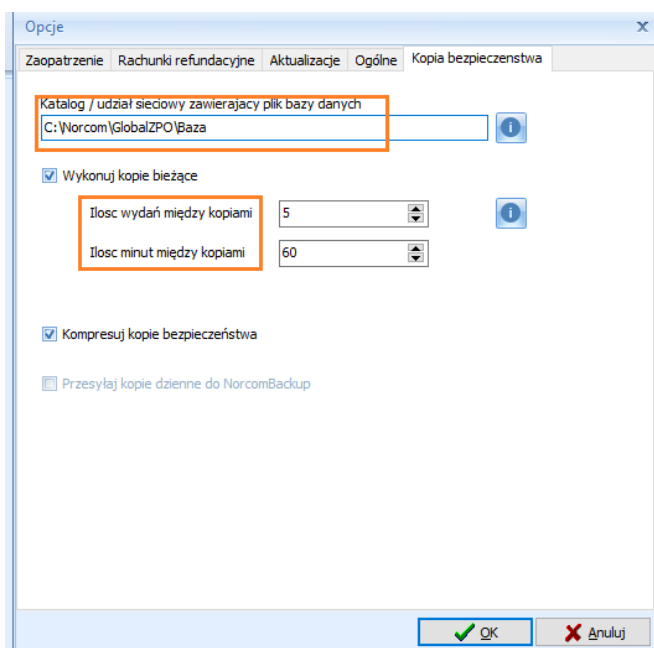 Opcje x
Zaopatrzenie Rachunki refundacyjne Aktualizacje Ogólne Kopia bezpieczenstwa
Katalog / udział sieciowy zawierajacy plik bazy danych
C:\Norcom\GlobalZPO\Baza
Wykonuj kopie bieżące
Ilosc wydań między kopiami 5
Ilosc minut między kopiami 60
Kompresuj kopie bezpieczeństwa
Przesyłaj kopie dzienne do NorcomBackup
OK Anuluj